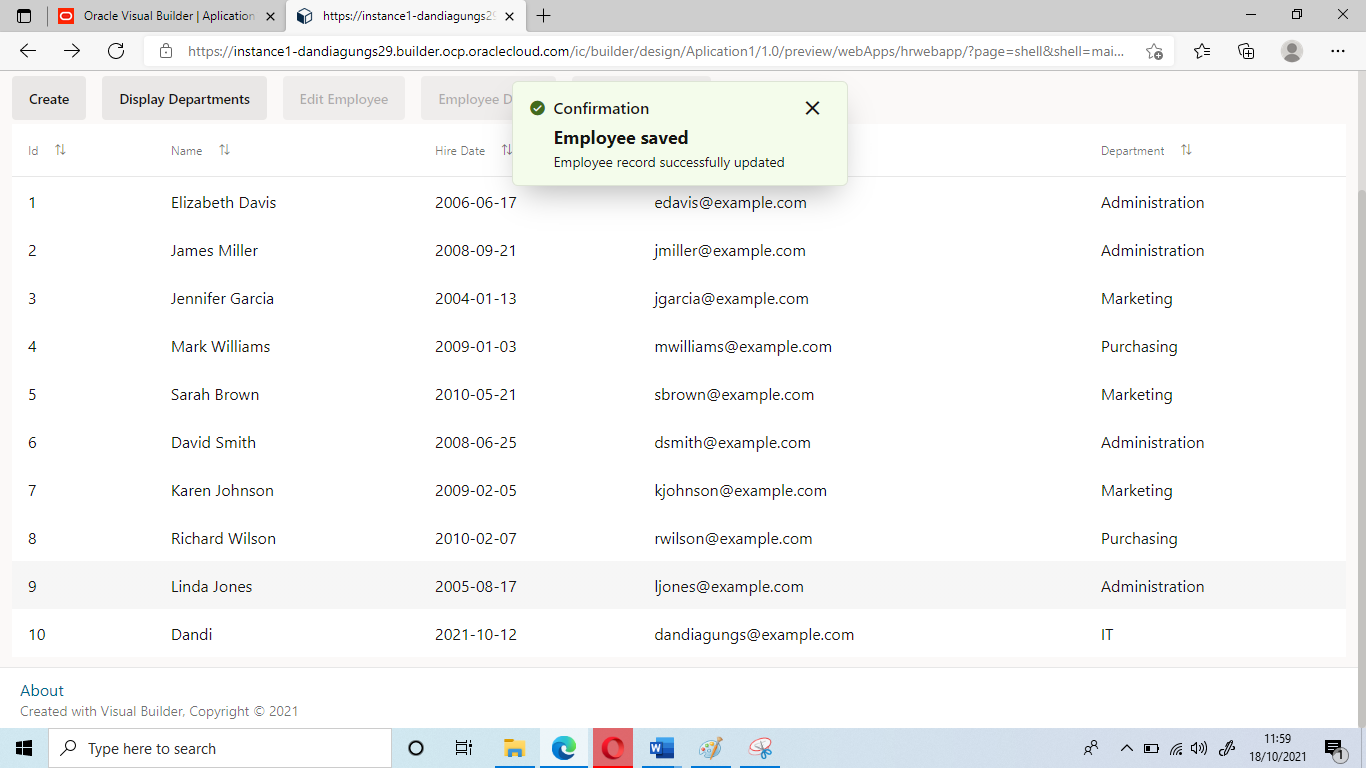 Oracle Visual Builder | Aplication
https://instance1-dandiagungs29
https://instance1-dandiagungs29.builder.ocp.oraclecloud.com/ic/builder/design/Aplication1/1.0/preview/webApps/hrwebapp/?page=shell&shell=mai...
Create Display Departments Edit Employee Employee D
Confirmation
Employee saved
Employee record successfully updated
Id Name Hire Date Department
1 Elizabeth Davis 2006-06-17 edavis@example.com Administration
2 James Miller 2008-09-21 jmiller@example.com Administration
3 Jennifer Garcia 2004-01-13 jgarcia@example.com Marketing
4 Mark Williams 2009-01-03 mwilliams@example.com Purchasing
5 Sarah Brown 2010-05-21 sbrown@example.com Marketing
6 David Smith 2008-06-25 dsmith@example.com Administration
7 Karen Johnson 2009-02-05 kjohnson@example.com Marketing
8 Richard Wilson 2010-02-07 rwilson@example.com Purchasing
9 Linda Jones 2005-08-17 ljones@example.com Administration
10 Dandi 2021-10-12 dandiagungs@example.com IT
About
Created with Visual Builder, Copyright © 2021
Type here to search
11:59
18/10/2021
1